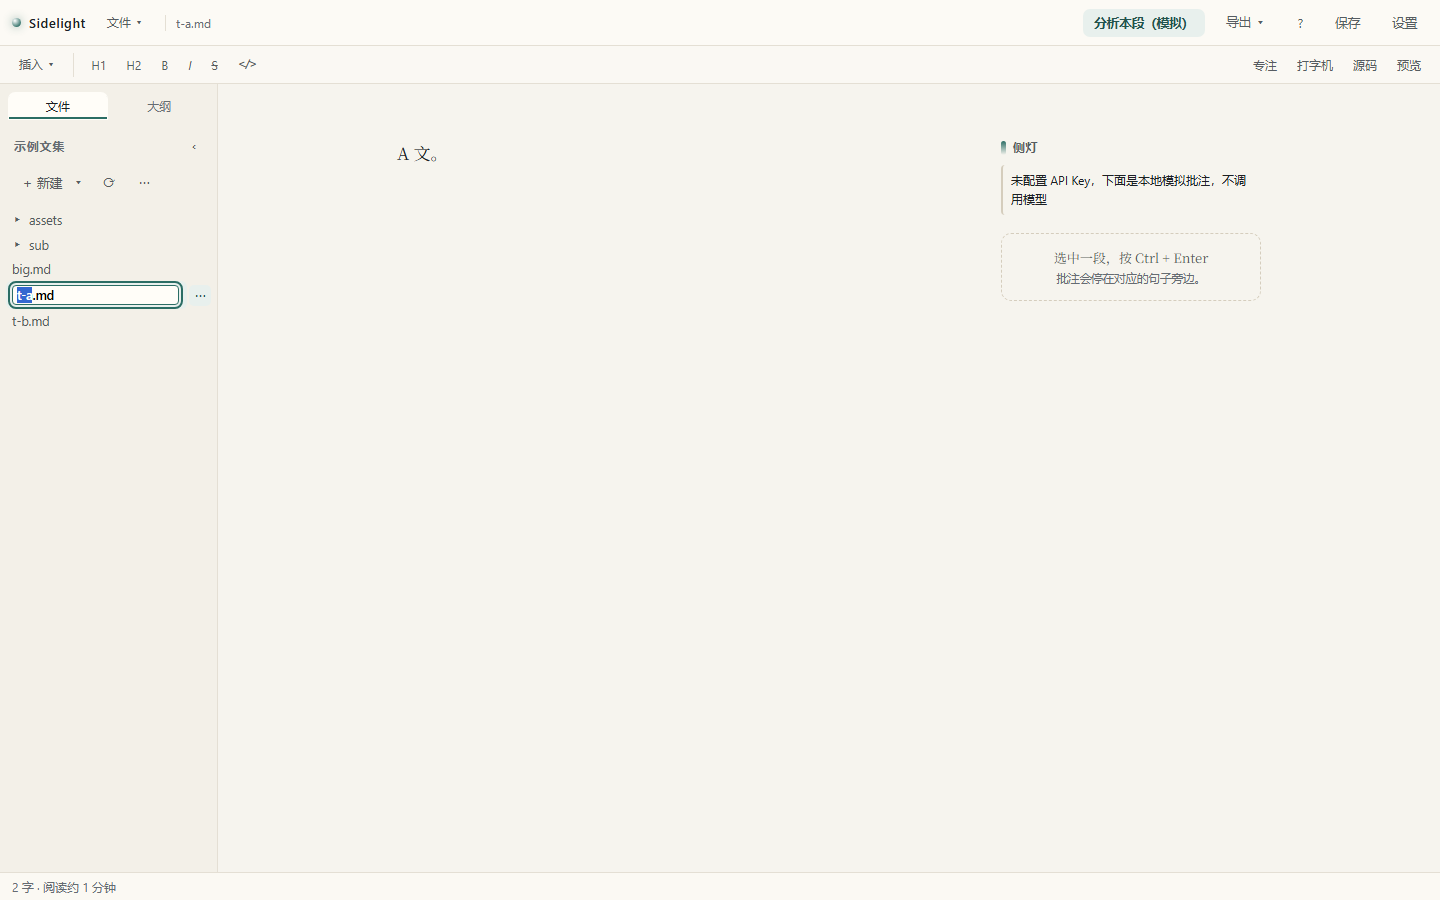 Sidelight 文件 ▾ t-a.md 分析本段（模拟） 导出 ▾ ? 保存 设置
插入 ▾ H1 H2 B I S </> 专注 打字机 源码 预览
文件 大纲
示例文集 ‹
+ 新建 ▾ ⟳ ···
▸ assets
▸ sub
big.md
t-a.md ···
t-b.md
A 文。
侧灯
未配置 API Key，下面是本地模拟批注，不调
用模型
选中一段，按 Ctrl + Enter
批注会停在对应的句子旁边。
2 字 · 阅读约 1 分钟